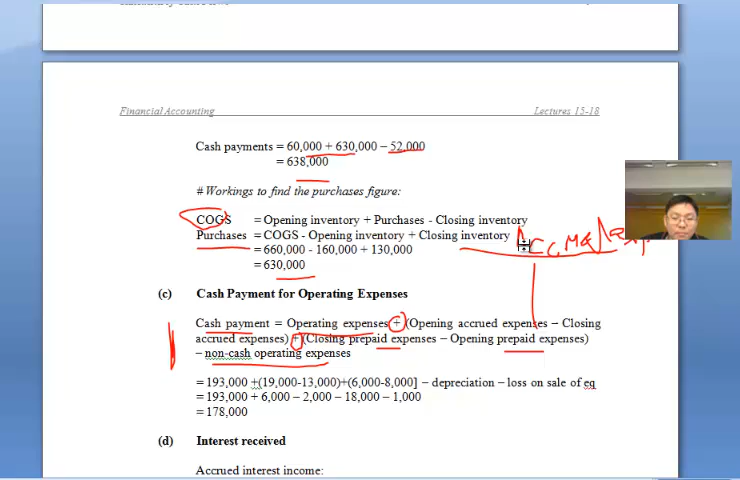 Financial Accounting Lectures 15-18
Cash payments = 60,000 + 630,000 – 52,000
= 638,000
# Workings to find the purchases figure:
COGS = Opening inventory + Purchases - Closing inventory
Purchases = COGS - Opening inventory + Closing inventory
= 660,000 - 160,000 + 130,000
= 630,000
(c) Cash Payment for Operating Expenses
Cash payment = Operating expenses + (Opening accrued expenses – Closing
accrued expenses) + (Closing prepaid expenses – Opening prepaid expenses)
– non-cash operating expenses
= 193,000 +(19,000-13,000)+(6,000-8,000] – depreciation – loss on sale of eq
= 193,000 + 6,000 – 2,000 – 18,000 – 1,000
= 178,000
(d) Interest received
Accrued interest income: